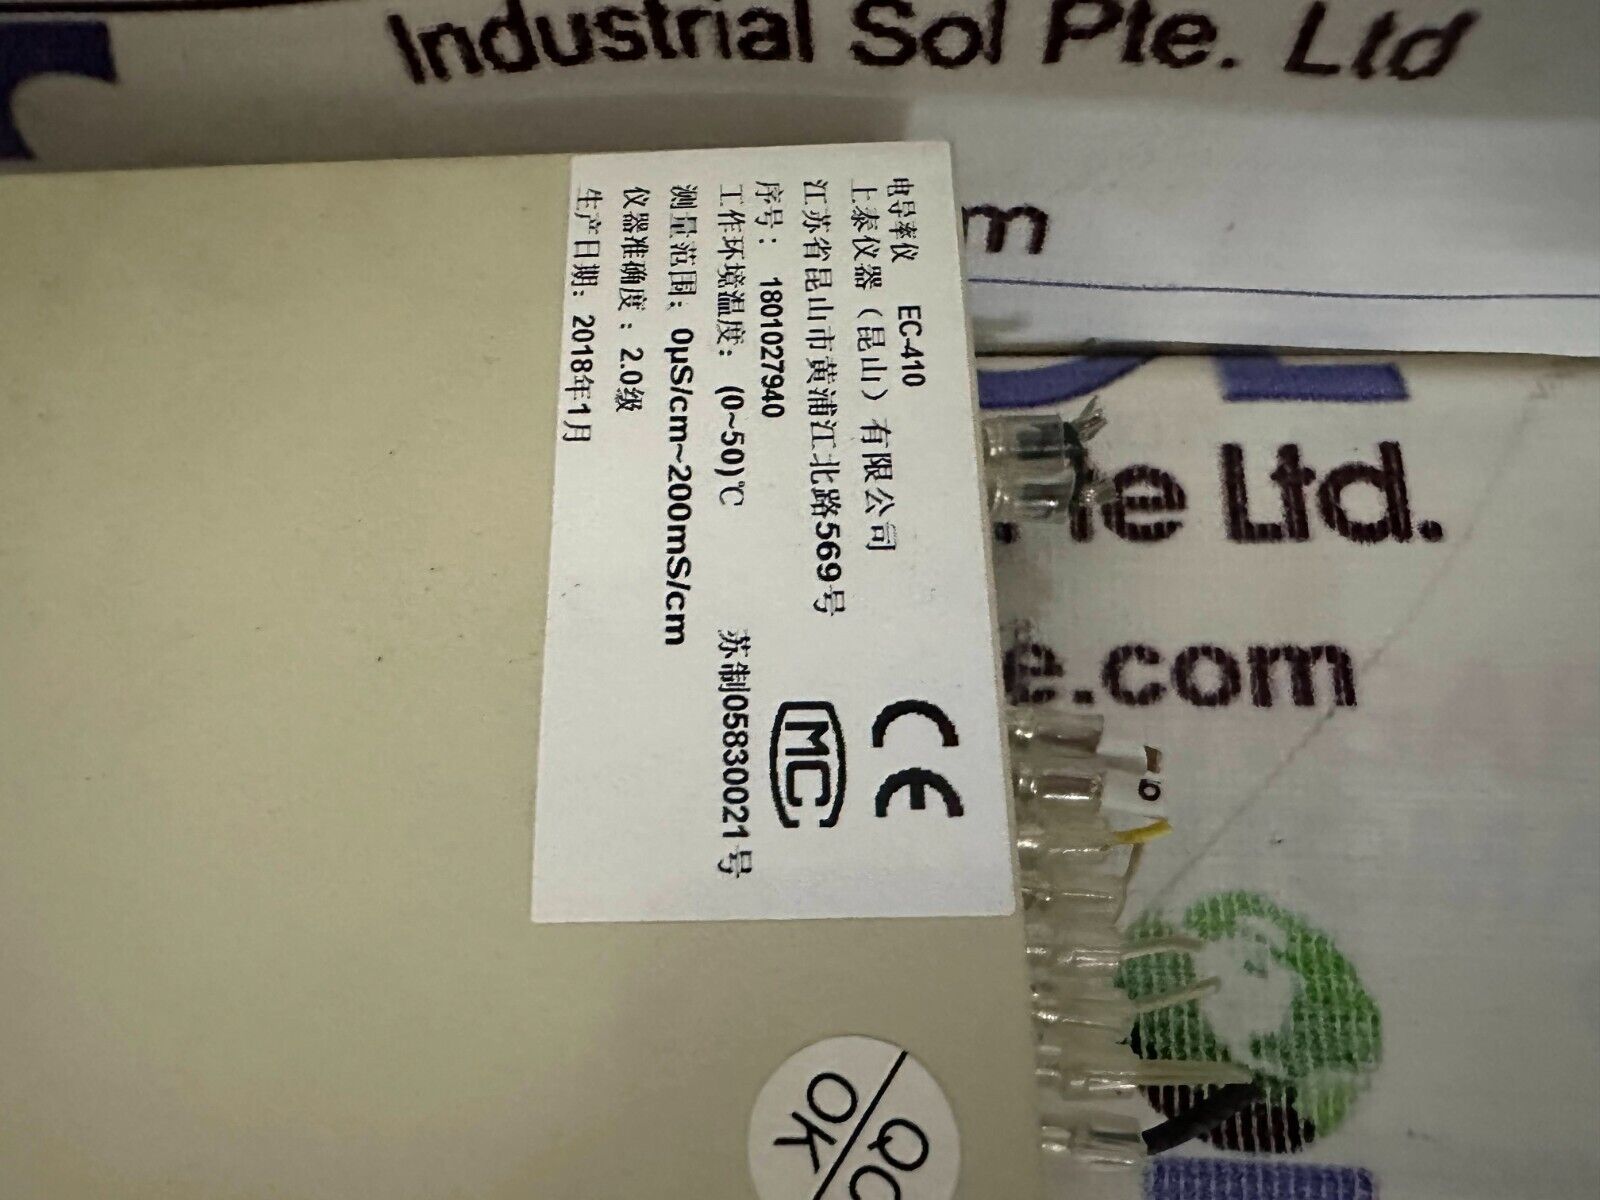 Industrial Sol Pte. Ltd
m
te Ltd.
e.com
电导率仪 EC-410
上泰仪器（昆山）有限公司
江苏省昆山市黄浦江北路569号
序号： 1801027940
工作环境温度： (0~50)℃
测量范围：0μS/cm~200mS/cm
仪器准确度：2.0级
生产日期：2018年1月
CE
MC
苏制05830021号
QC
OK